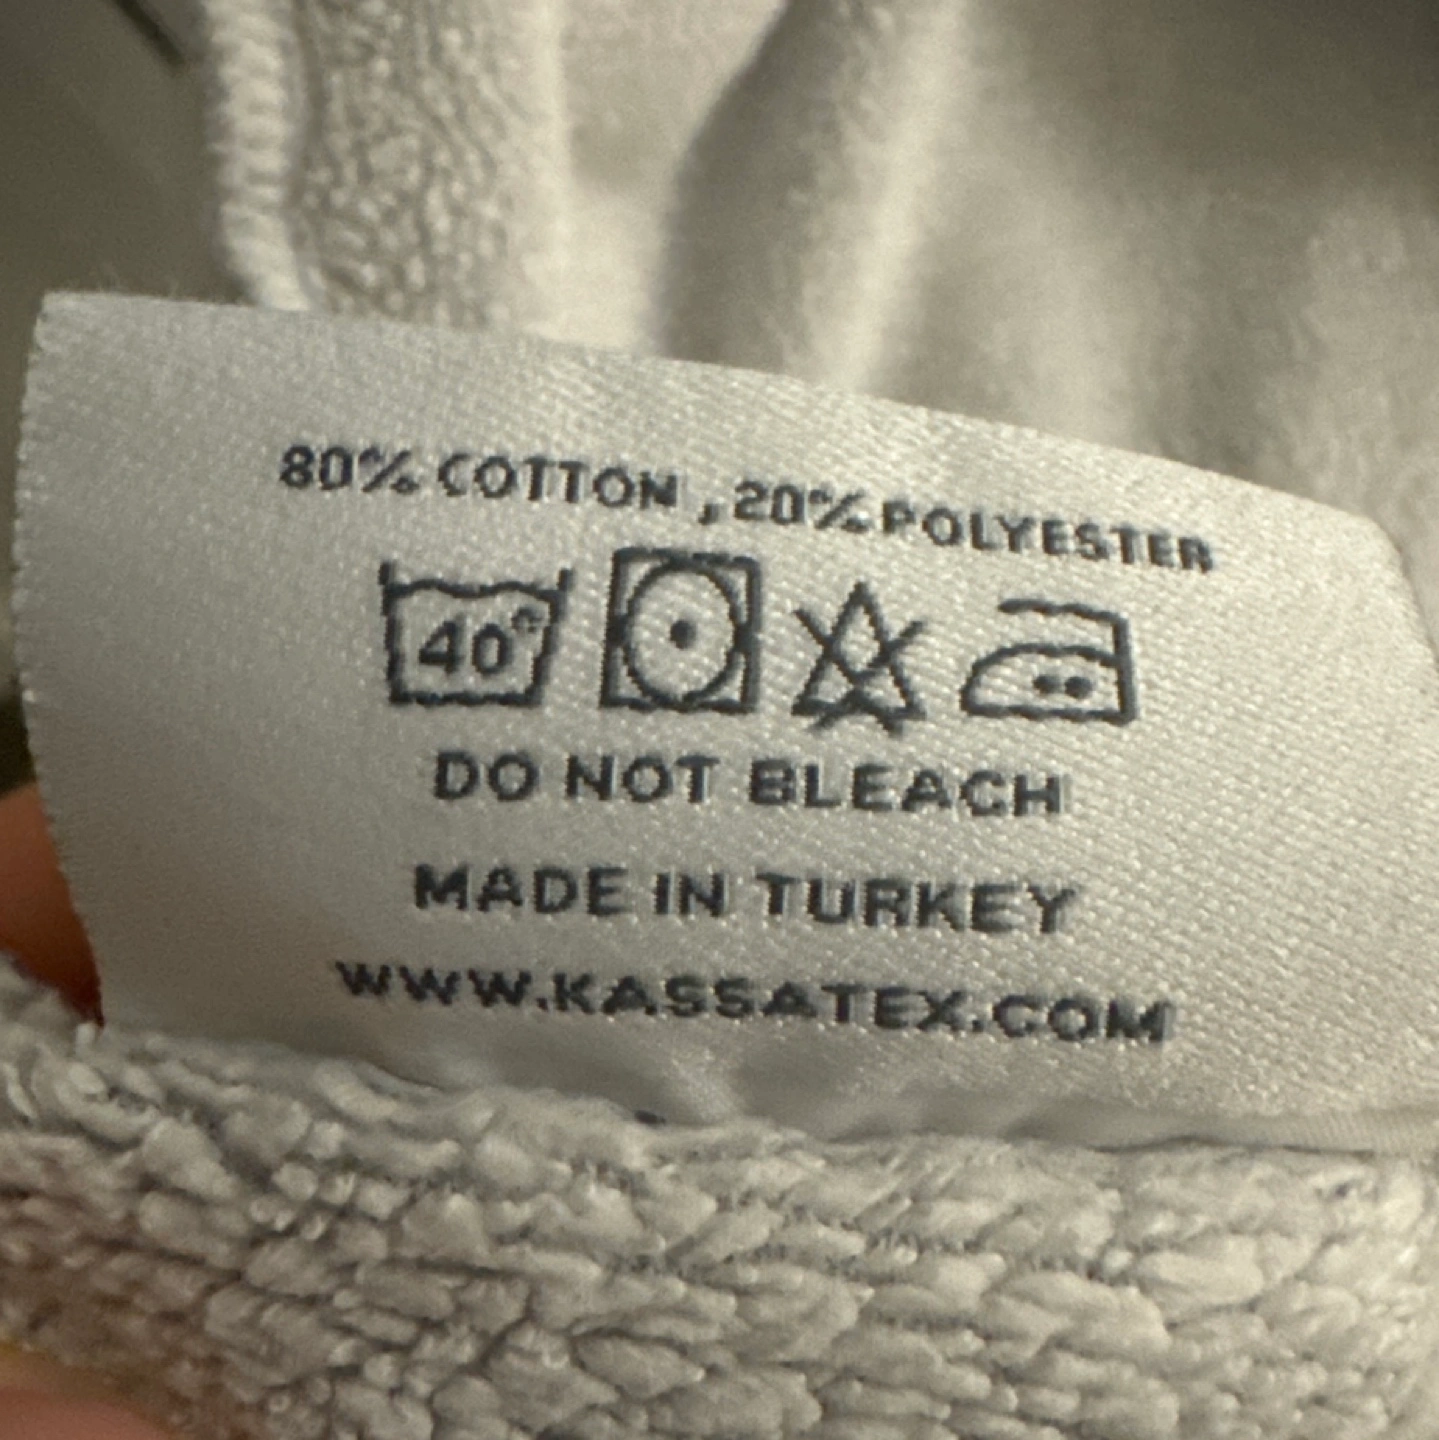 80% COTTON , 20% POLYESTER
40°
DO NOT BLEACH
MADE IN TURKEY
WWW.KASSATEX.COM